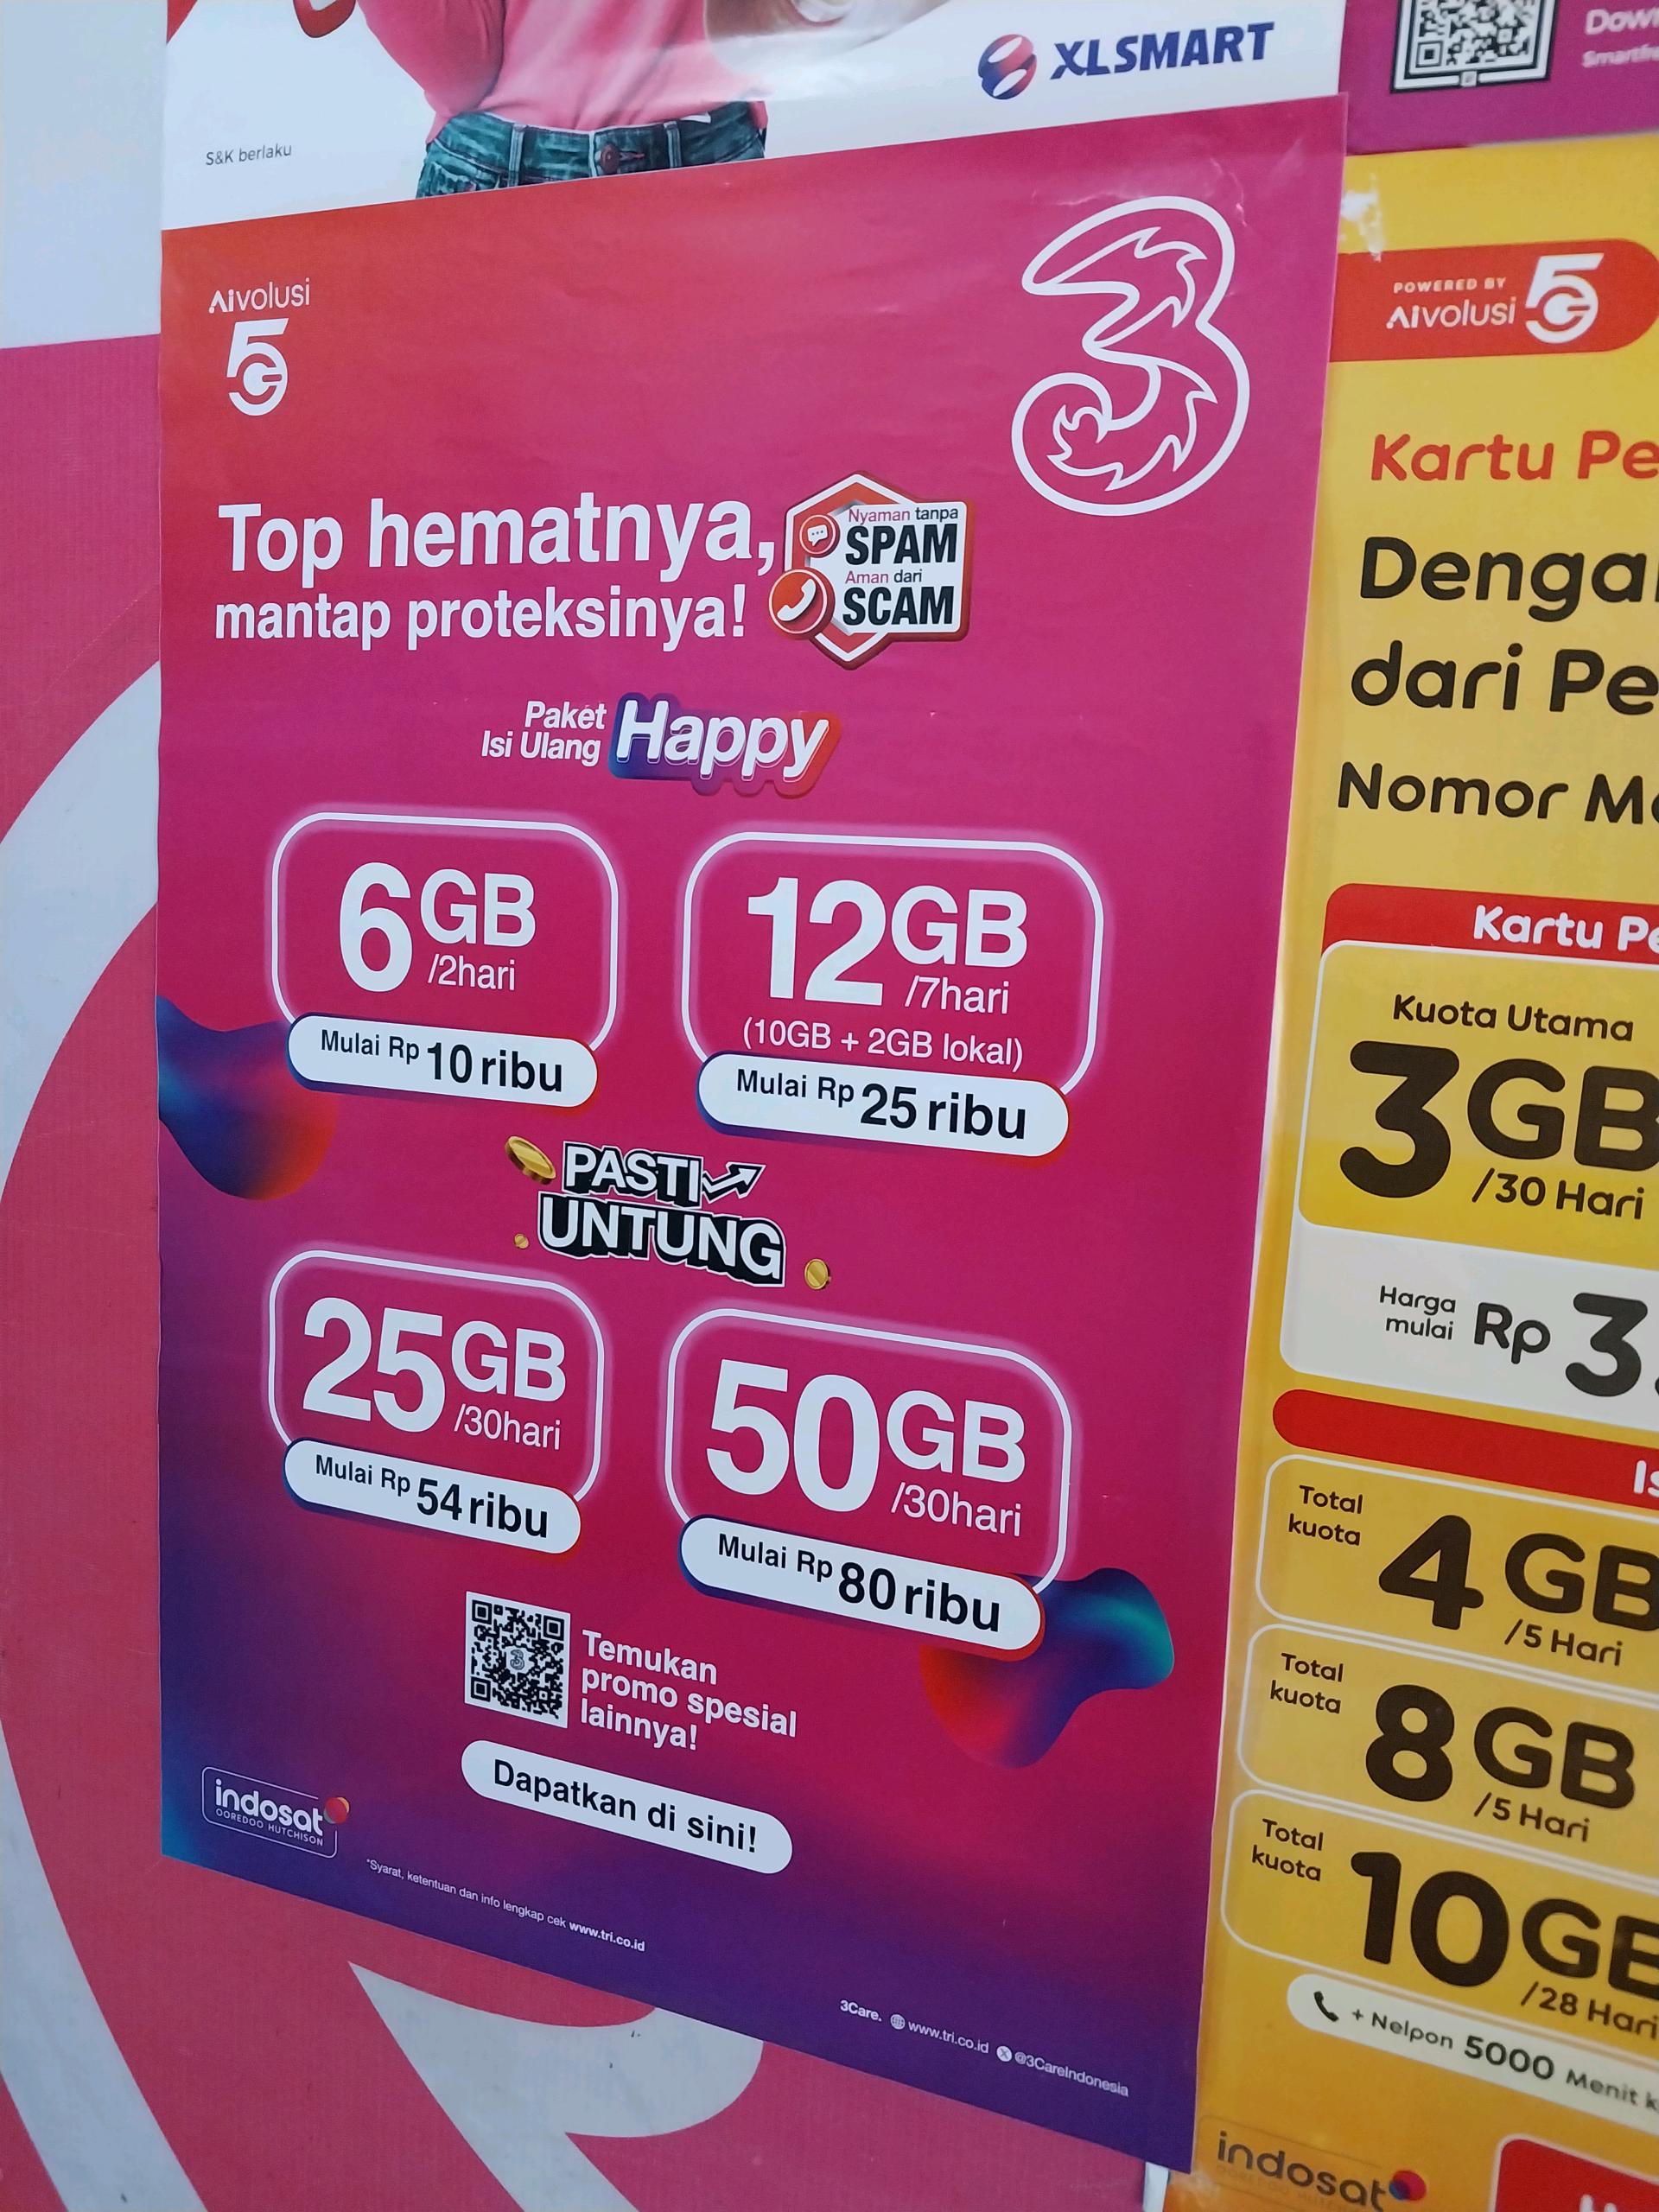 XLSMART
S&K berlaku
AIvolusi
5G
3
Top hematnya,
mantap proteksinya!
Nyaman tanpa
SPAM
Aman dari
SCAM
Paket
Isi Ulang
Happy
6GB
/2hari
Mulai Rp 10 ribu
12GB
/7hari
(10GB + 2GB lokal)
Mulai Rp 25 ribu
PASTI
UNTUNG
25GB
/30hari
Mulai Rp 54 ribu
50GB
/30hari
Mulai Rp 80 ribu
Temukan
promo spesial
lainnya!
Dapatkan di sini!
indosat
OOREDOO HUTCHISON
*Syarat, ketentuan dan info lengkap cek www.tri.co.id
3Care. www.tri.co.id @3CareIndonesia
POWERED BY
AIvolusi 5G
Kartu
dari
Nomor
Kartu
Kuota Utama
3GB
/30 Hari
Harga
mulai
Rp 3.
Total
kuota
4GB
/5 Hari
Total
kuota
8GB
/5 Hari
Total
kuota
10GB
/28 Hari
+ Nelpon 5000 Menit
indosat